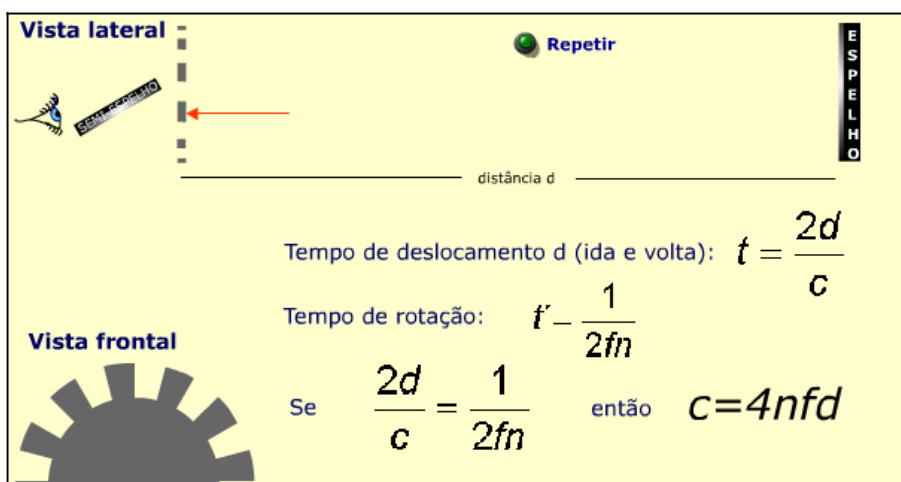 Vista lateral
Repetir
SEMI-ESPELHO
ESPELHO
distância d
Tempo de deslocamento d (ida e volta): t = 2d/c
Tempo de rotação: t´ – 1/2fn
Vista frontal
Se 2d/c = 1/2fn então c=4nfd